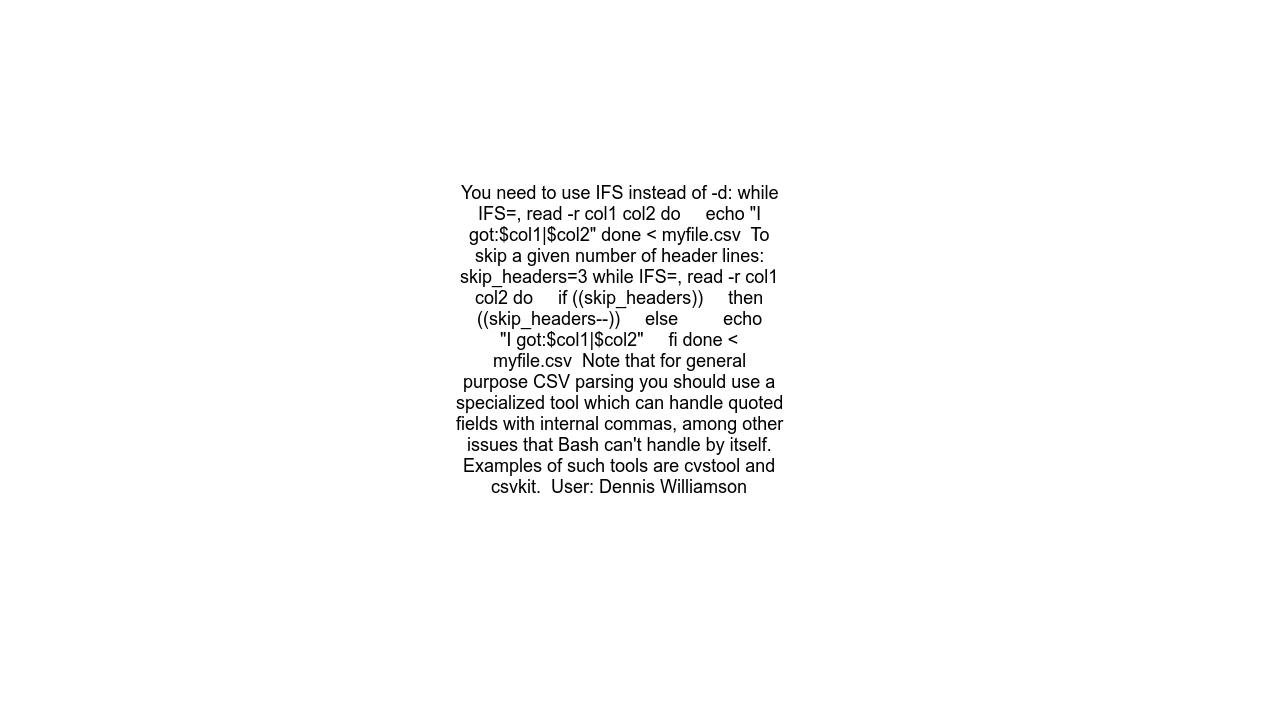 You need to use IFS instead of -d: while
IFS=, read -r col1 col2 do     echo "I
got:$col1|$col2" done < myfile.csv  To
skip a given number of header lines:
skip_headers=3 while IFS=, read -r col1
col2 do     if ((skip_headers))     then
((skip_headers--))     else         echo
"I got:$col1|$col2"     fi done <
myfile.csv  Note that for general
purpose CSV parsing you should use a
specialized tool which can handle quoted
fields with internal commas, among other
issues that Bash can't handle by itself.
Examples of such tools are cvstool and
csvkit.  User: Dennis Williamson